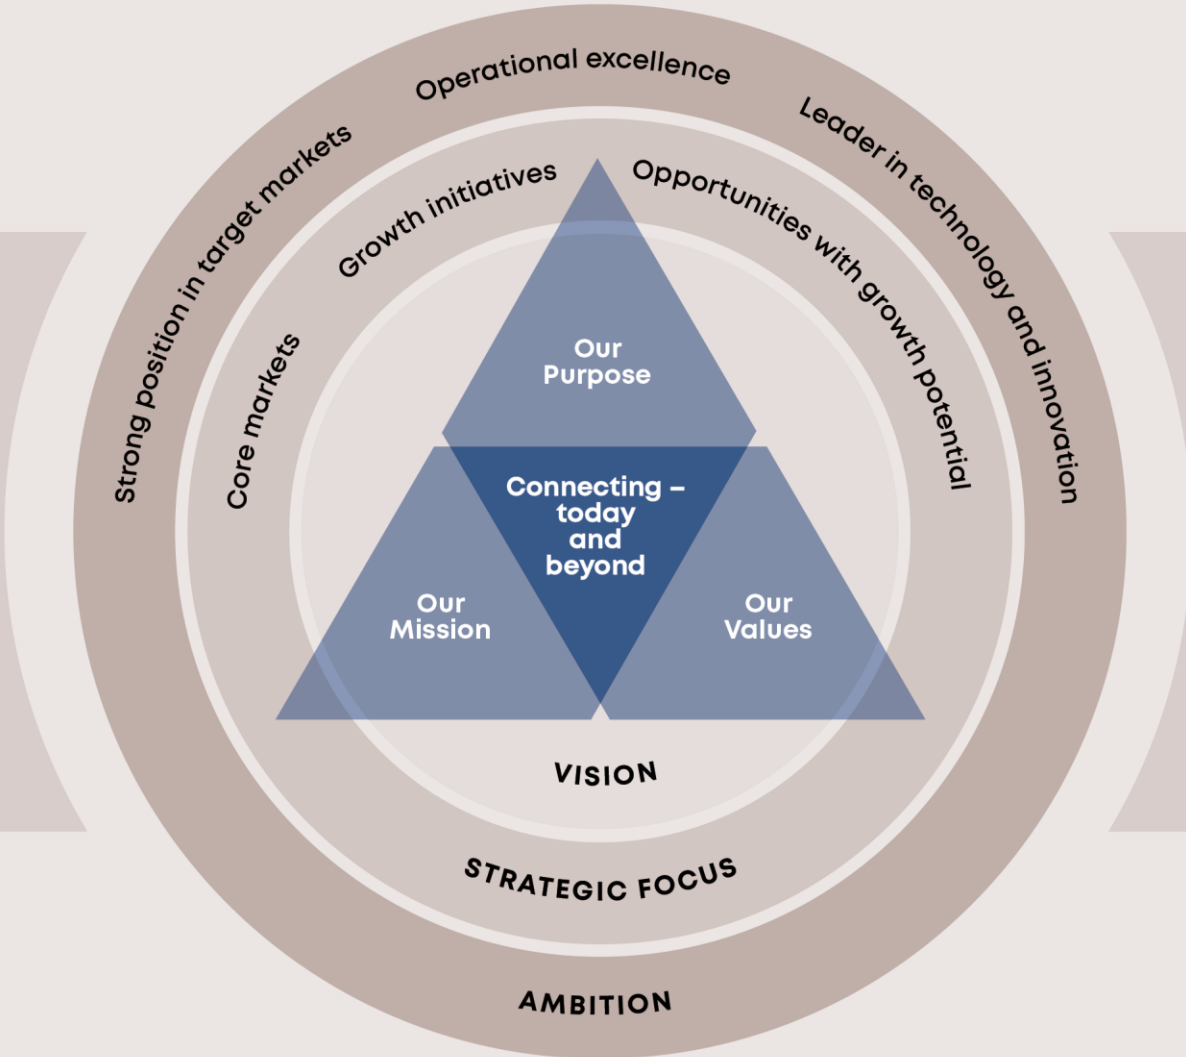 Operational excellence
Strong position in target markets
Leader in technology and innovation
Growth initiatives
Opportunities with growth potential
Core markets
Our
Purpose
Connecting –
today
and
beyond
Our
Mission
Our
Values
VISION
STRATEGIC FOCUS
AMBITION